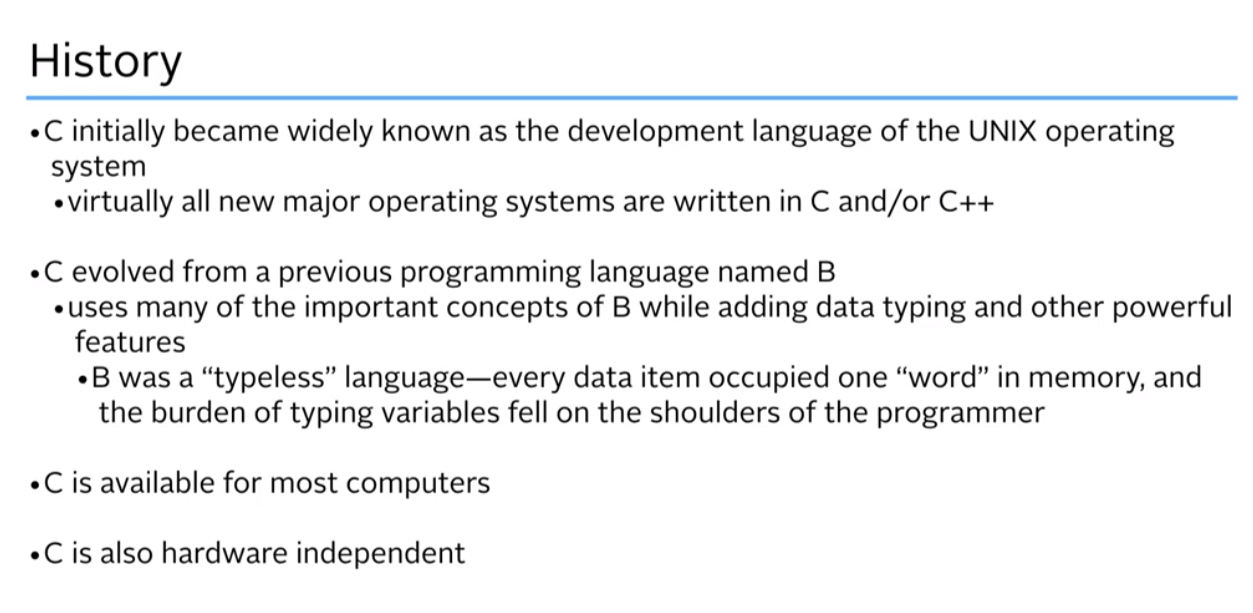 History
•C initially became widely known as the development language of the UNIX operating
system
•virtually all new major operating systems are written in C and/or C++
•C evolved from a previous programming language named B
•uses many of the important concepts of B while adding data typing and other powerful
features
•B was a “typeless” language—every data item occupied one “word” in memory, and
the burden of typing variables fell on the shoulders of the programmer
•C is available for most computers
•C is also hardware independent